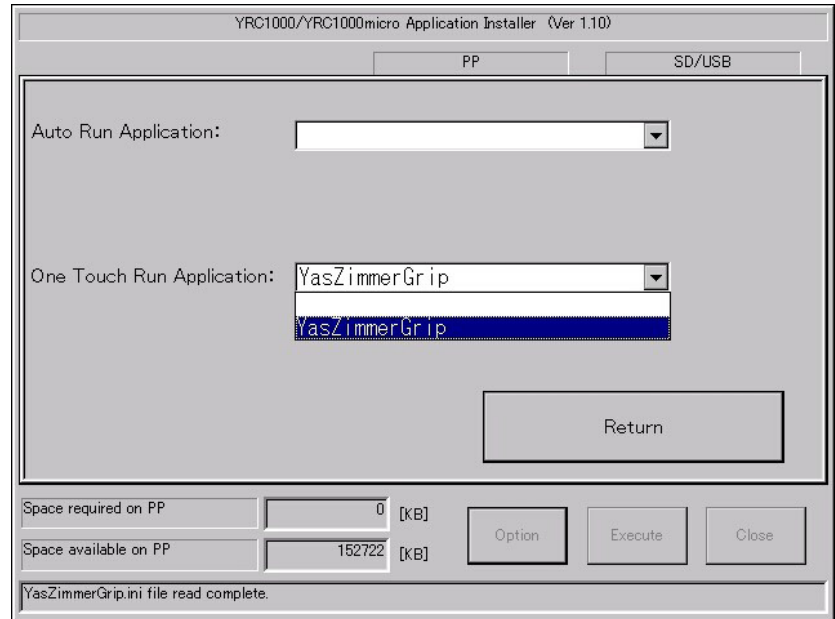 YRC1000/YRC1000micro Application Installer (Ver 1.10)
PP SD/USB
Auto Run Application:
One Touch Run Application: YasZimmerGrip
YasZimmerGrip
Return
Space required on PP 0 [KB]
Option Execute Close
Space available on PP 152722 [KB]
YasZimmerGrip.ini file read complete.